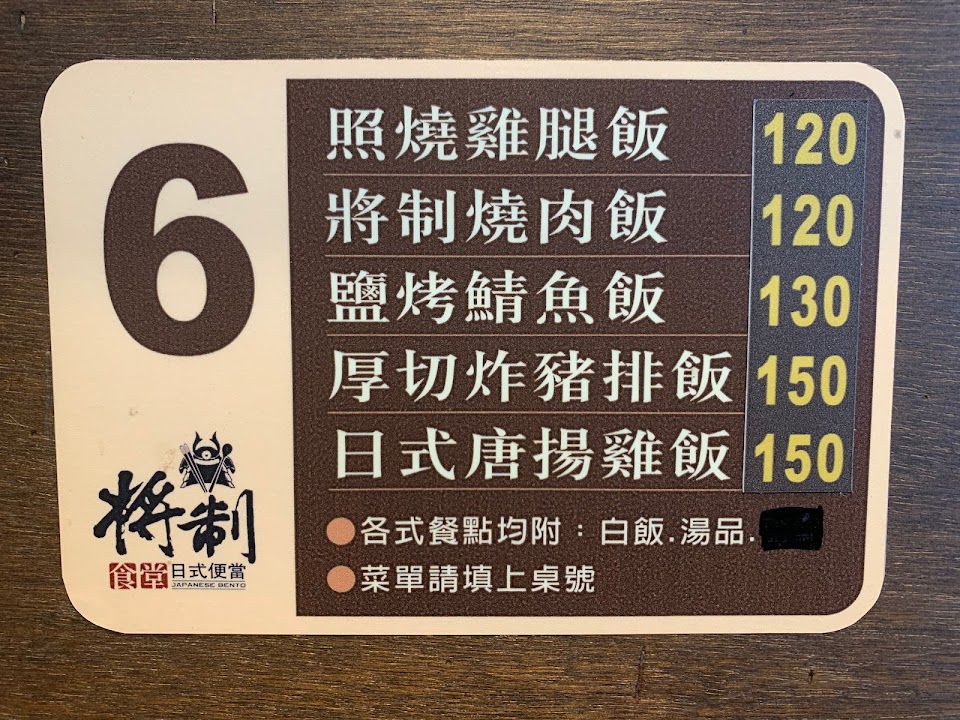 6
照燒雞腿飯 120
將制燒肉飯 120
鹽烤鯖魚飯 130
厚切炸豬排飯 150
日式唐揚雞飯 150
各式餐點均附：白飯.湯品.
菜單請填上桌號
將制
食堂 日式便當
JAPANESE BENTO